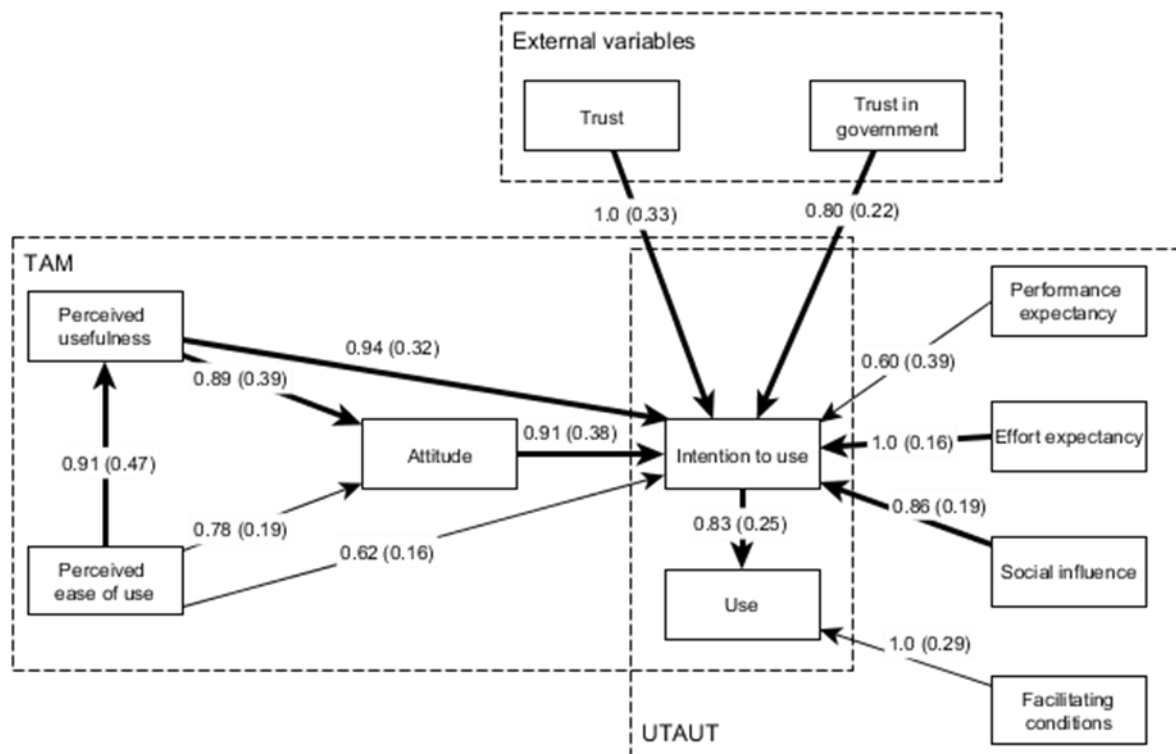 External variables
Trust
Trust in
government
1.0 (0.33)
0.80 (0.22)
TAM
Perceived
usefulness
0.94 (0.32)
0.89 (0.39)
Performance
expectancy
0.60 (0.39)
0.91 (0.47)
Attitude
0.91 (0.38)
Intention to use
1.0 (0.16)
Effort expectancy
0.78 (0.19)
0.62 (0.16)
0.83 (0.25)
0.86 (0.19)
Perceived
ease of use
Use
Social influence
1.0 (0.29)
Facilitating
conditions
UTAUT